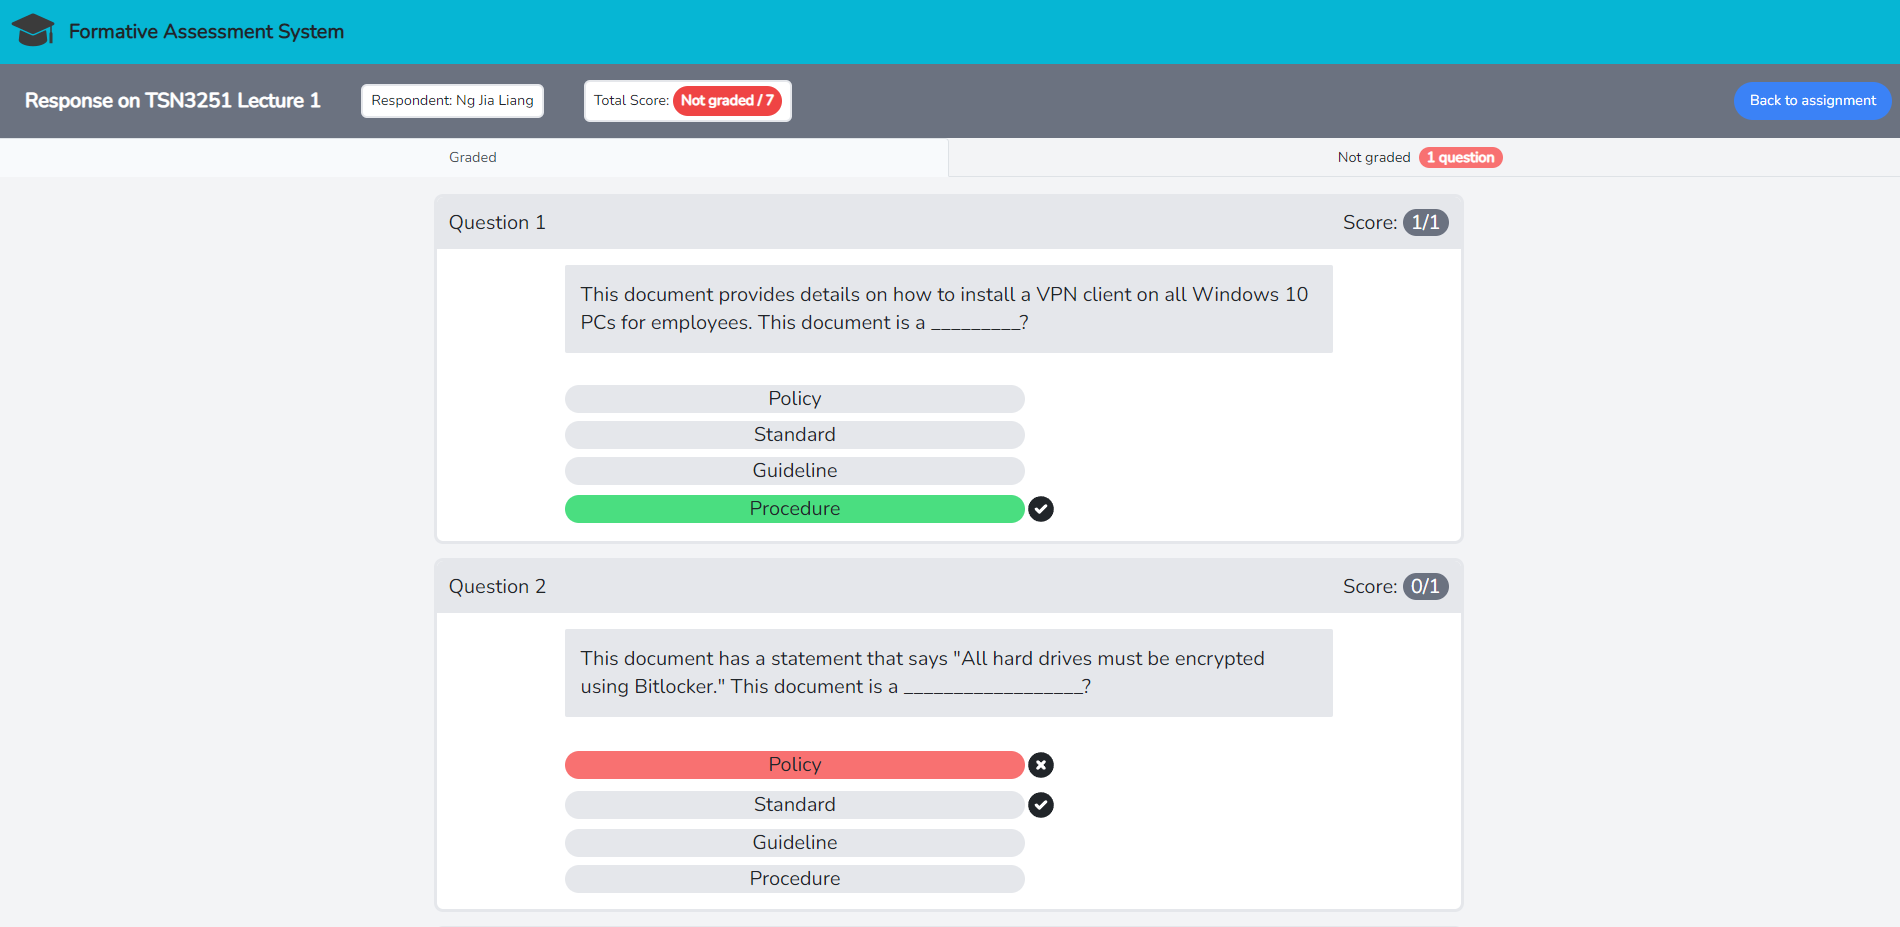 Formative Assessment System
Response on TSN3251 Lecture 1
Respondent: Ng Jia Liang
Total Score: Not graded / 7
Back to assignment
Graded
Not graded 1 question
Question 1
Score: 1/1
This document provides details on how to install a VPN client on all Windows 10
PCs for employees. This document is a _________?
Policy
Standard
Guideline
Procedure
Question 2
Score: 0/1
This document has a statement that says "All hard drives must be encrypted
using Bitlocker." This document is a __________________?
Policy
Standard
Guideline
Procedure